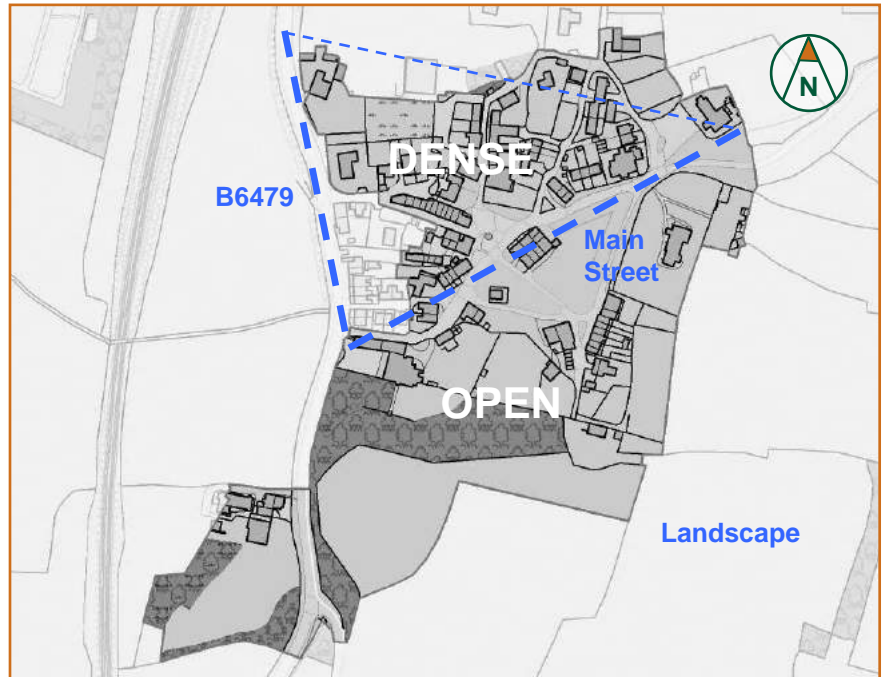 N
DENSE
B6479
Main
Street
OPEN
Landscape